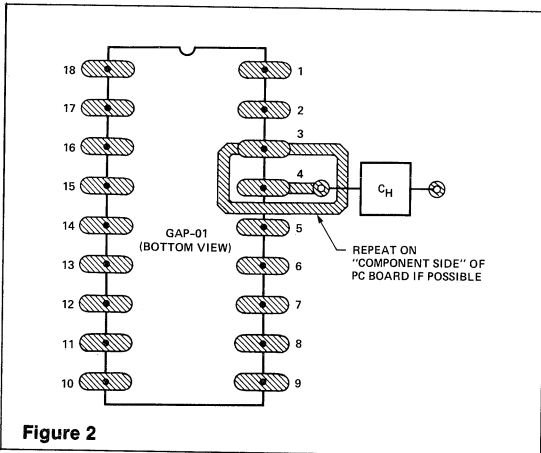 18
1
17
2
16
3
15
4
C_H
14
GAP-01
(BOTTOM VIEW)
5
REPEAT ON
"COMPONENT SIDE" OF
PC BOARD IF POSSIBLE
13
6
12
7
11
8
10
9
Figure 2